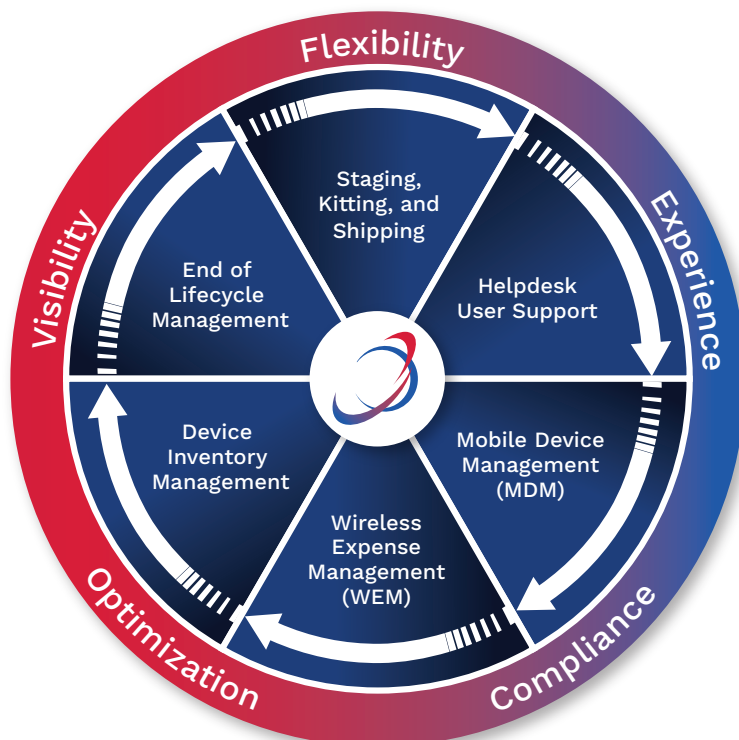 Flexibility
Experience
Compliance
Optimization
Visibility
Staging,
Kitting, and
Shipping
Helpdesk
User Support
Mobile Device
Management
(MDM)
Wireless
Expense
Management
(WEM)
Device
Inventory
Management
End of
Lifecycle
Management